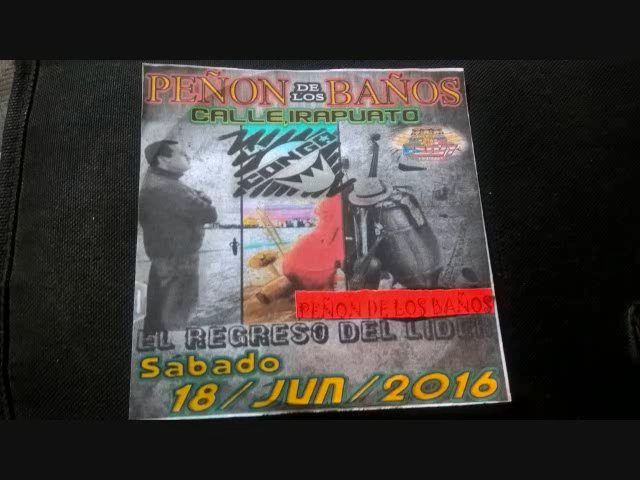 PEÑON DE LOS BAÑOS
CALLE, IRAPUATO
CONGA
PEÑON DE LOS BAÑOS
EL REGRESO DEL LIDER
Sabado
18/JUN/2016